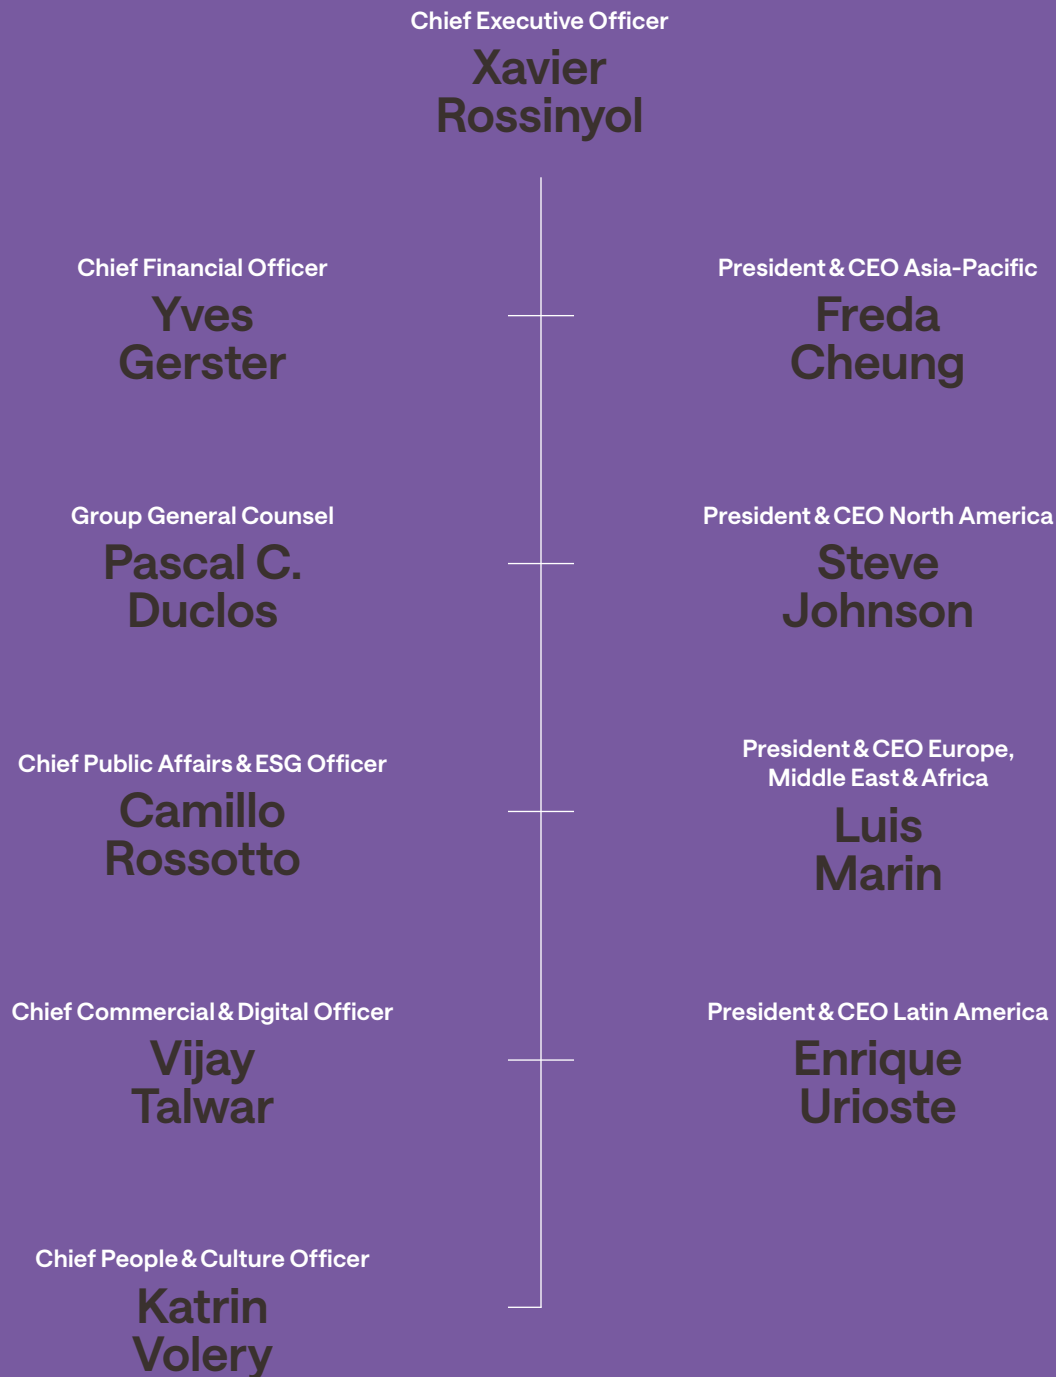 Chief Executive Officer
Xavier
Rossinyol
Chief Financial Officer
Yves
Gerster
President & CEO Asia-Pacific
Freda
Cheung
Group General Counsel
Pascal C.
Duclos
President & CEO North America
Steve
Johnson
Chief Public Affairs & ESG Officer
Camillo
Rossotto
President & CEO Europe,
Middle East & Africa
Luis
Marin
Chief Commercial & Digital Officer
Vijay
Talwar
President & CEO Latin America
Enrique
Urioste
Chief People & Culture Officer
Katrin
Volery